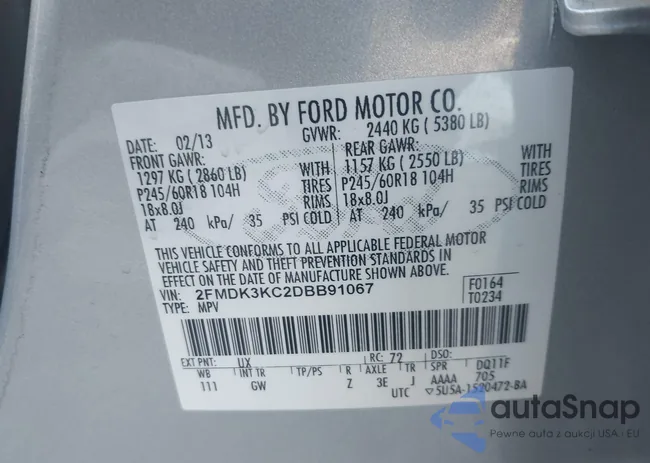 MFD. BY FORD MOTOR CO.
DATE: 02/13 GVWR: 2440 KG ( 5380 LB)
FRONT GAWR: REAR GAWR:
1297 KG ( 2860 LB) WITH 1157 KG ( 2550 LB) WITH
P245/60R18 104H TIRES P245/60R18 104H TIRES
18x8.0J RIMS 18x8.0J RIMS
AT 240 kPa/ 35 PSI COLD AT 240 kPa/ 35 PSI COLD
THIS VEHICLE CONFORMS TO ALL APPLICABLE FEDERAL MOTOR
VEHICLE SAFETY AND THEFT PREVENTION STANDARDS IN
EFFECT ON THE DATE OF MANUFACTURE SHOWN ABOVE.
VIN: 2FMDK3KC2DBB91067 F0164
TYPE: MPV T0234
EXT PNT: UX RC: 72 DSO:
WB INT TR TP/PS R AXLE TR SPR DQ11F
111 GW Z 3E J AAAA 705
UTC ▽5U5A-1520472-BA
autoSnap
Pewne auta z aukcji USA i EU